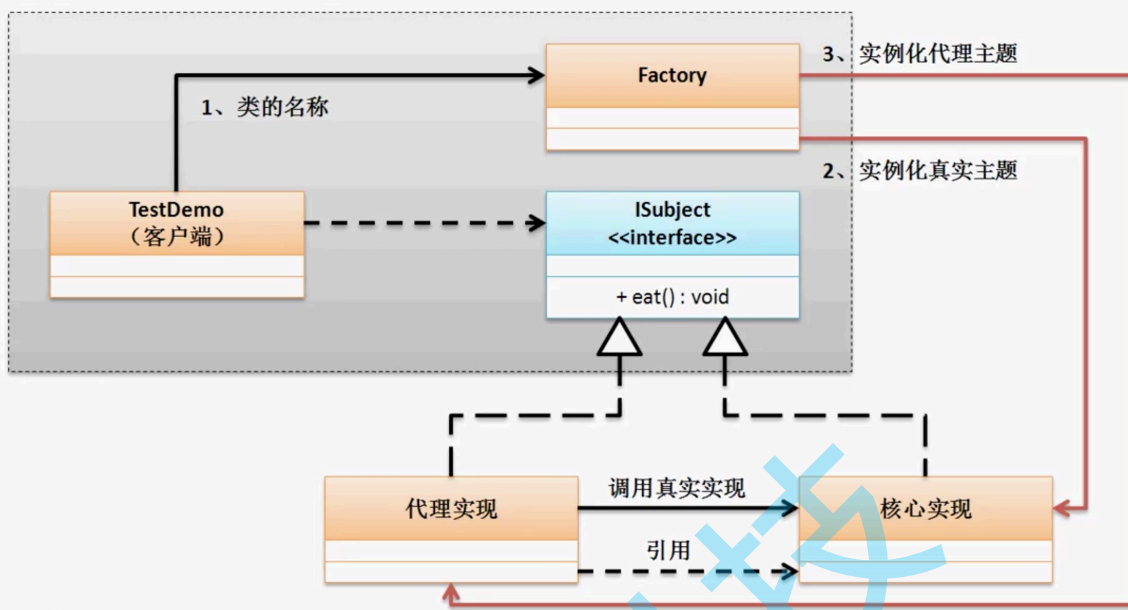 3、实例化代理主题
Factory
1、类的名称
2、实例化真实主题
TestDemo
（客户端）
ISubject
<<interface>>
+ eat() : void
代理实现
调用真实实现
核心实现
引用